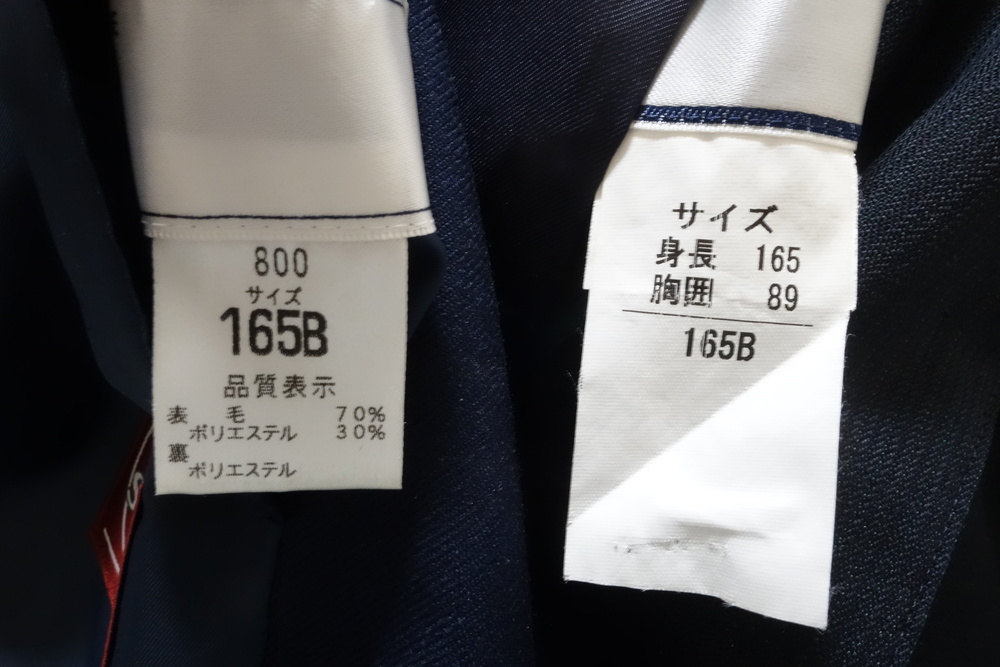 800
サイズ
165B
品質表示
表 毛 70%
ポリエステル 30%
裏
ポリエステル
サイズ
身長 165
胸囲 89
165B